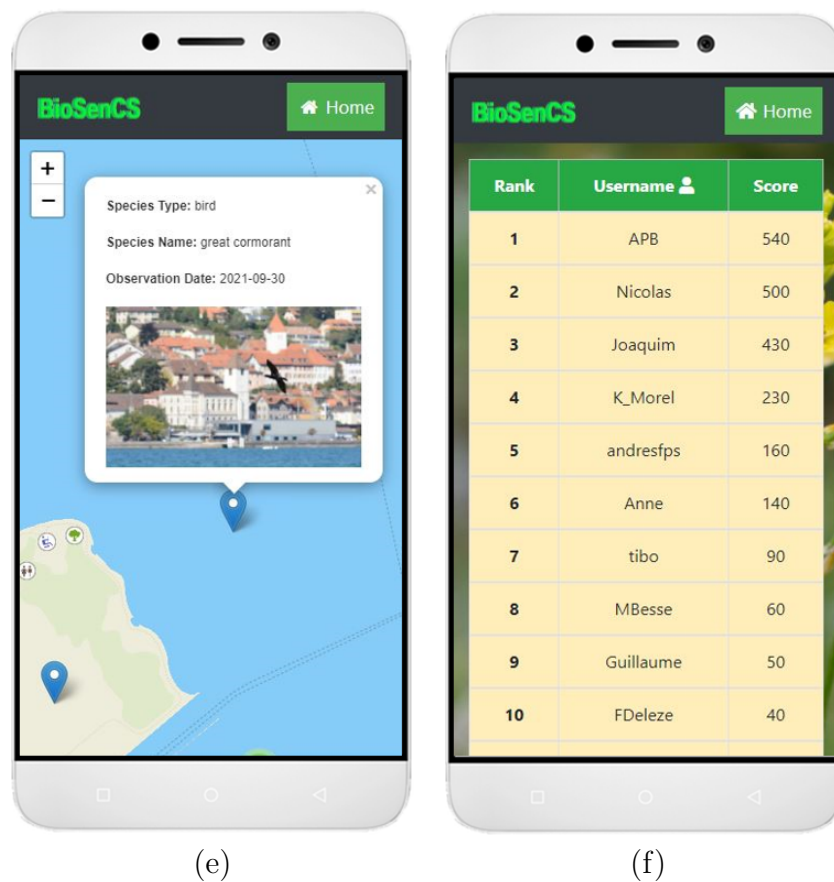 BioSenCS
Home
+
−
×
Species Type: bird
Species Name: great cormorant
Observation Date: 2021-09-30
(e)
BioSenCS
Home
Rank Username Score
1 APB 540
2 Nicolas 500
3 Joaquim 430
4 K_Morel 230
5 andresfps 160
6 Anne 140
7 tibo 90
8 MBesse 60
9 Guillaume 50
10 FDeleze 40
(f)